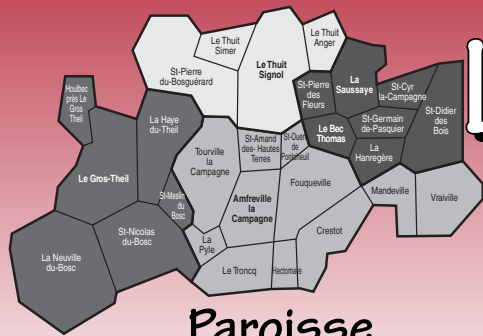 Le Thuit
Simer
Le Thuit
Anger
Le Thuit
Signol
St-Pierre
du-Bosguérard
Houlbec
près Le
Gros
Theil
La Haye
du-Theil
St-Pierre
des
Fleurs
La
Saussaye
St-Cyr
la-Campagne
St-Didier
des
Bois
St-Germain
de-Pasquier
Le Bec
Thomas
La
Hanregère
St-Amand
des- Hautes
Terres
St-Ouen
de
Pontcheuil
Tourville
la
Campagne
Le Gros-Theil
St-Meslin
du
Bosc
Fouqueville
Mandeville
Vraiville
Amfreville
la
Campagne
St-Nicolas
du-Bosc
La Neuville
du-Bosc
La
Pyle
Crestot
Le Troncq
Hectomare
Paroisse